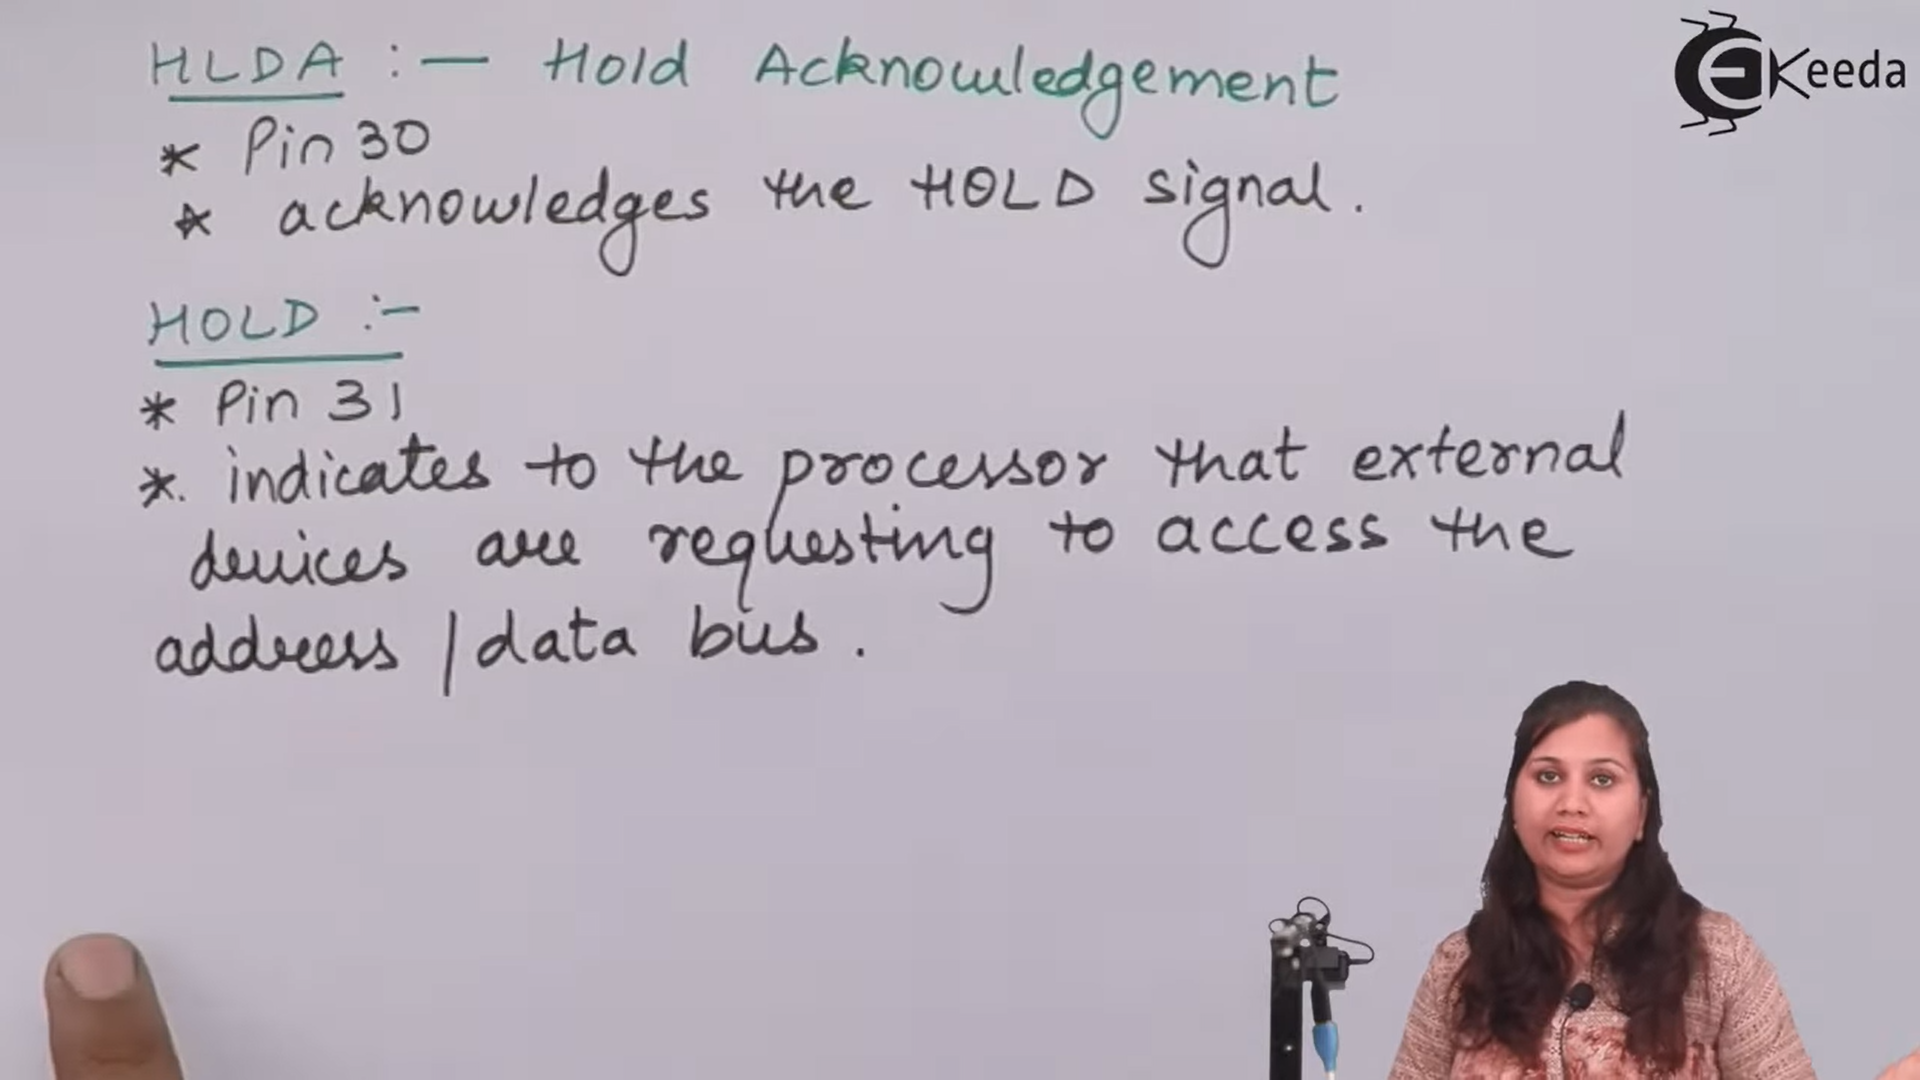 HLDA :- Hold Acknowledgement
EKeeda
* Pin 30
* acknowledges the HOLD signal.
HOLD :-
* Pin 31
*. indicates to the processor that external
devices are requesting to access the
address / data bus.